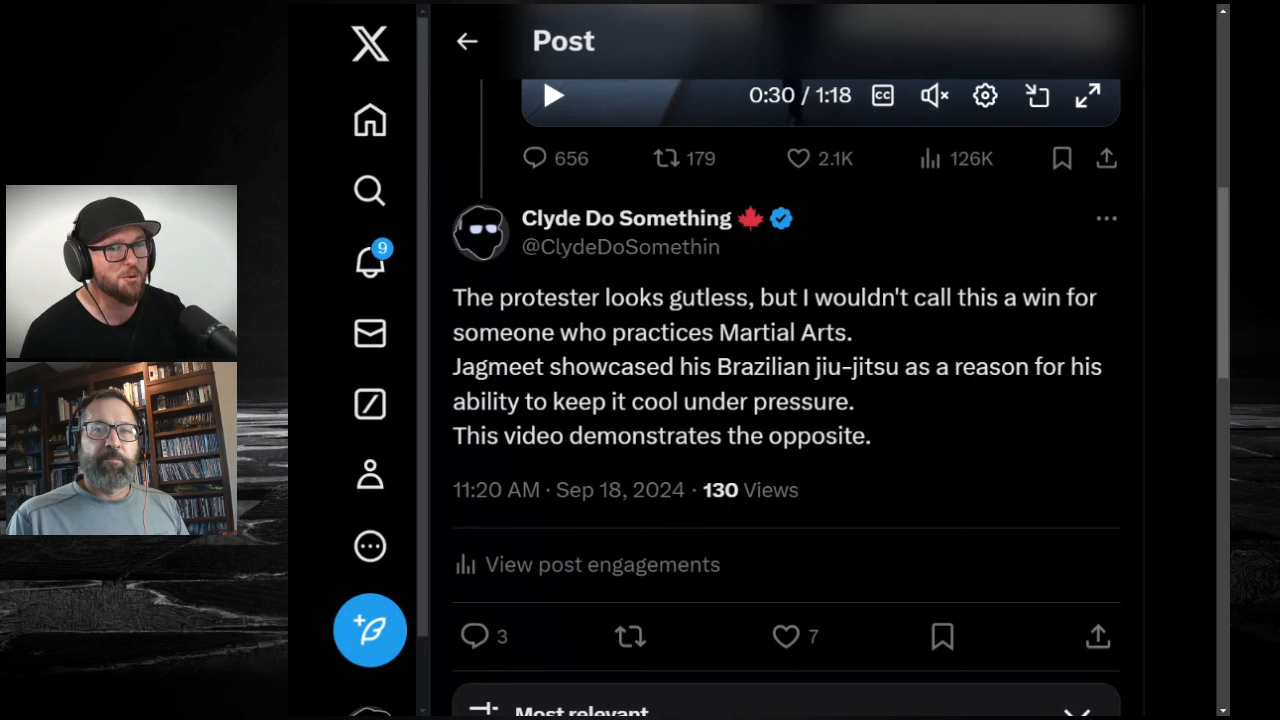 Post
0:30 / 1:18
CC
656
179
2.1K
126K
Clyde Do Something
@ClydeDoSomethin
9
The protester looks gutless, but I wouldn't call this a win for
someone who practices Martial Arts.
Jagmeet showcased his Brazilian jiu-jitsu as a reason for his
ability to keep it cool under pressure.
This video demonstrates the opposite.
11:20 AM · Sep 18, 2024 · 130 Views
View post engagements
3
7
Most relevant